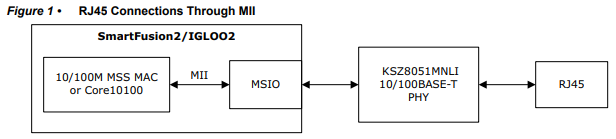 Figure 1 • RJ45 Connections Through MII
SmartFusion2/IGLOO2
10/100M MSS MAC
or Core10100
MII
MSIO
KSZ8051MNLI
10/100BASE-T
PHY
RJ45